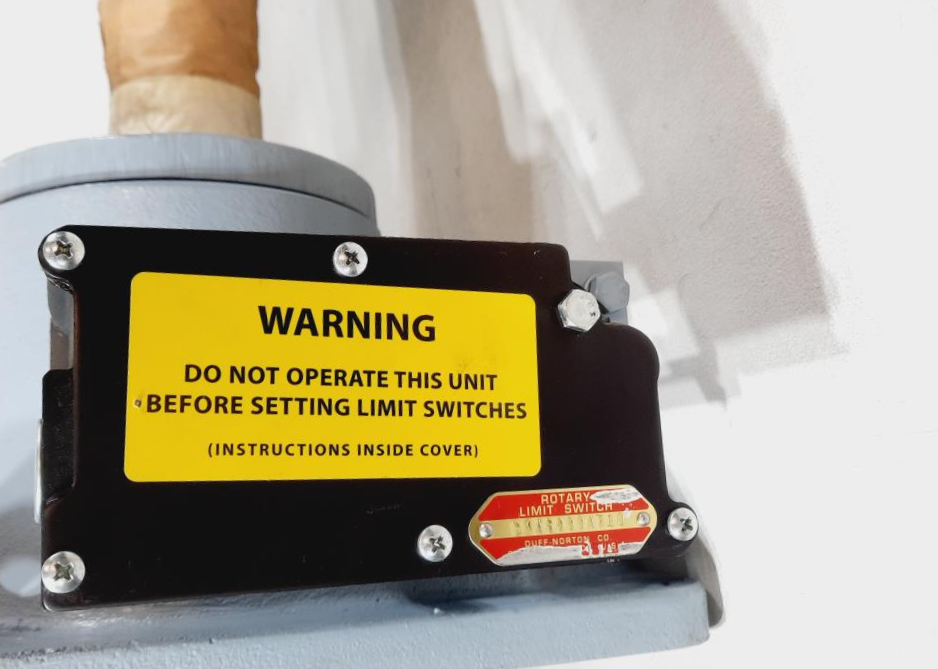 WARNING
DO NOT OPERATE THIS UNIT
BEFORE SETTING LIMIT SWITCHES
(INSTRUCTIONS INSIDE COVER)
ROTARY
LIMIT SWITCH
DUFF-NORTON CO.